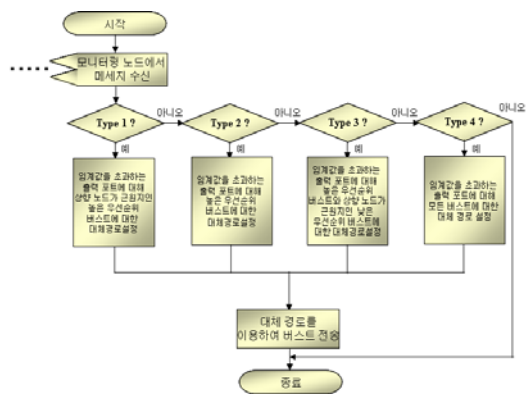 시작
모니터링 노드에서
메세지 수신
Type 1 ?
아니오
Type 2 ?
아니오
Type 3 ?
아니오
Type 4 ?
아니오
예
예
예
예
임계값을 초과하는
출력 포트에 대해
상향 노드가 근원지인
높은 우선순위
버스트에 대한
대체경로설정
임계값을 초과하는
출력 포트에 대해
높은 우선순위
버스트에 대한
대체경로설정
임계값을 초과하는
출력 포트에 대해
높은 우선순위
버스트와 상향 노드가
근원지인 낮은
우선순위 버스트에
대한 대체경로설정
임계값을 초과하는
출력 포트에 대해
모든 버스트에 대한
대체 경로 설정
대체 경로를
이용하여 버스트 전송
종료